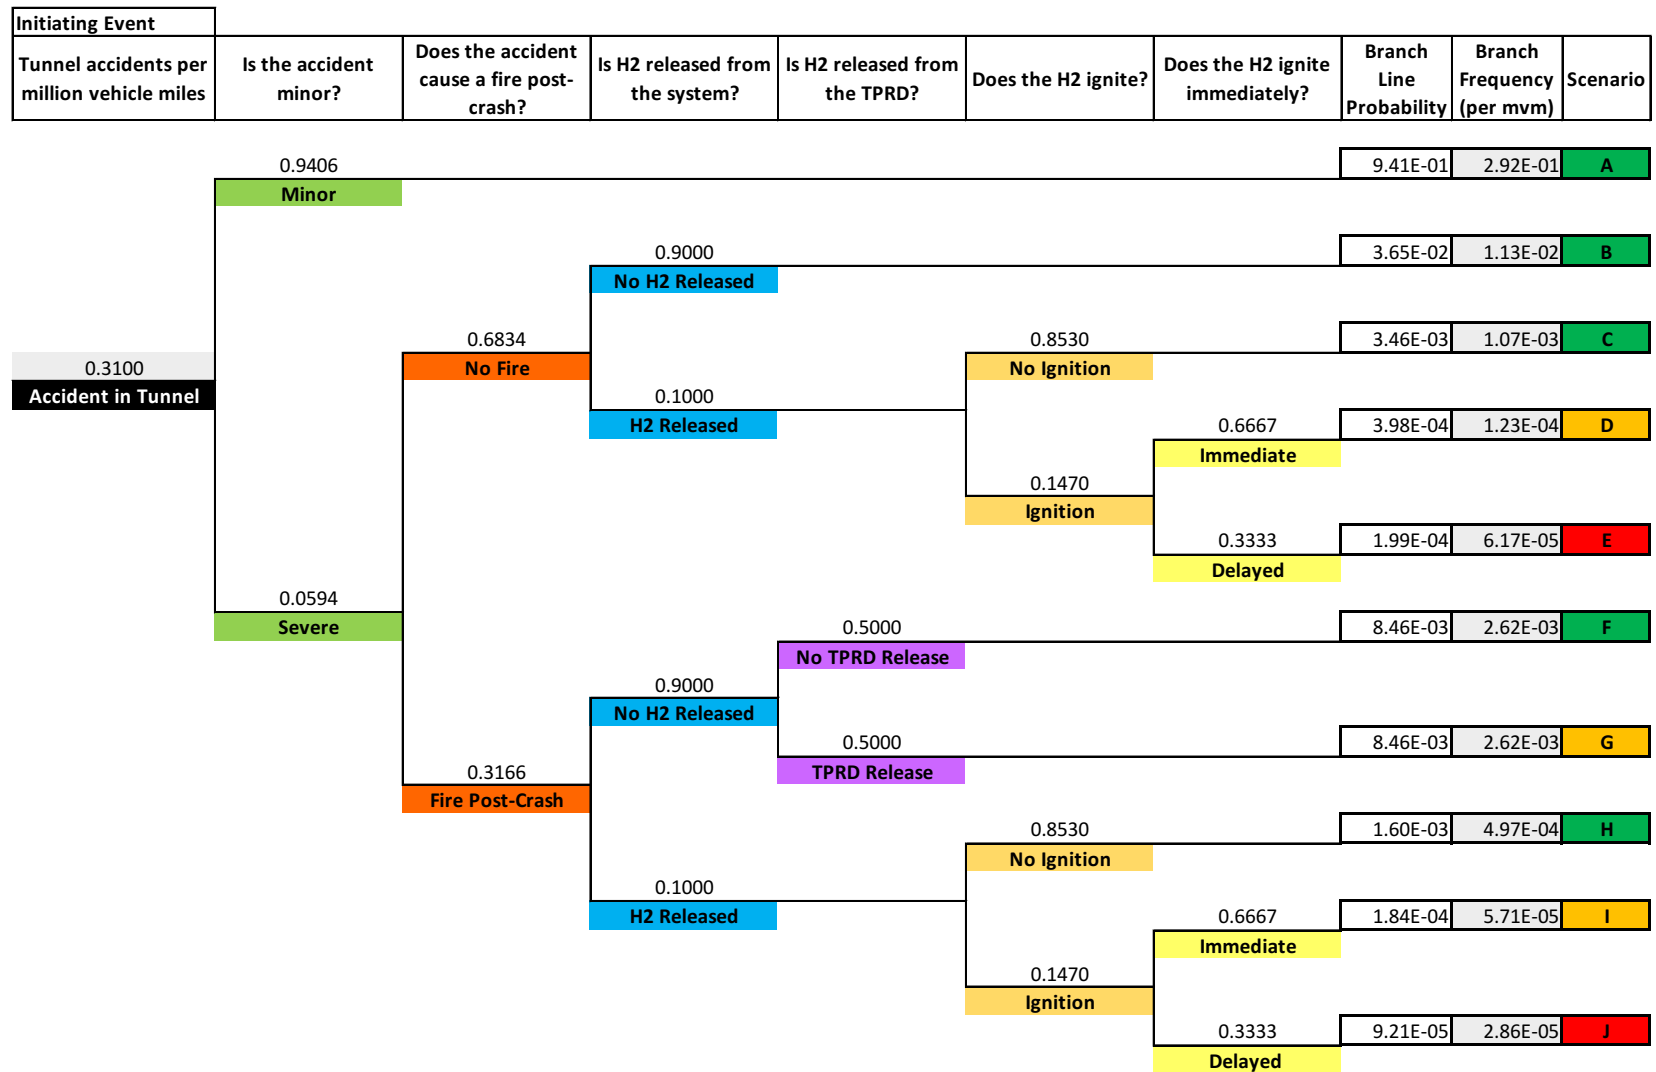 Initiating Event
Tunnel accidents per
million vehicle miles
Is the accident
minor?
Does the accident
cause a fire post-
crash?
Is H2 released from
the system?
Is H2 released from
the TPRD?
Does the H2 ignite?
Does the H2 ignite
immediately?
Branch
Line
Probability
Branch
Frequency
(per mvm)
Scenario
0.9406
Minor
9.41E-01 2.92E-01 A
0.9000
No H2 Released
3.65E-02 1.13E-02 B
0.6834
No Fire
0.8530
No Ignition
3.46E-03 1.07E-03 C
0.3100
Accident in Tunnel
0.1000
H2 Released
0.6667
Immediate
3.98E-04 1.23E-04 D
0.1470
Ignition
0.3333
Delayed
1.99E-04 6.17E-05 E
0.0594
Severe
0.5000
No TPRD Release
8.46E-03 2.62E-03 F
0.9000
No H2 Released
0.5000
TPRD Release
8.46E-03 2.62E-03 G
0.3166
Fire Post-Crash
0.8530
No Ignition
1.60E-03 4.97E-04 H
0.1000
H2 Released
0.6667
Immediate
1.84E-04 5.71E-05 I
0.1470
Ignition
0.3333
Delayed
9.21E-05 2.86E-05 J